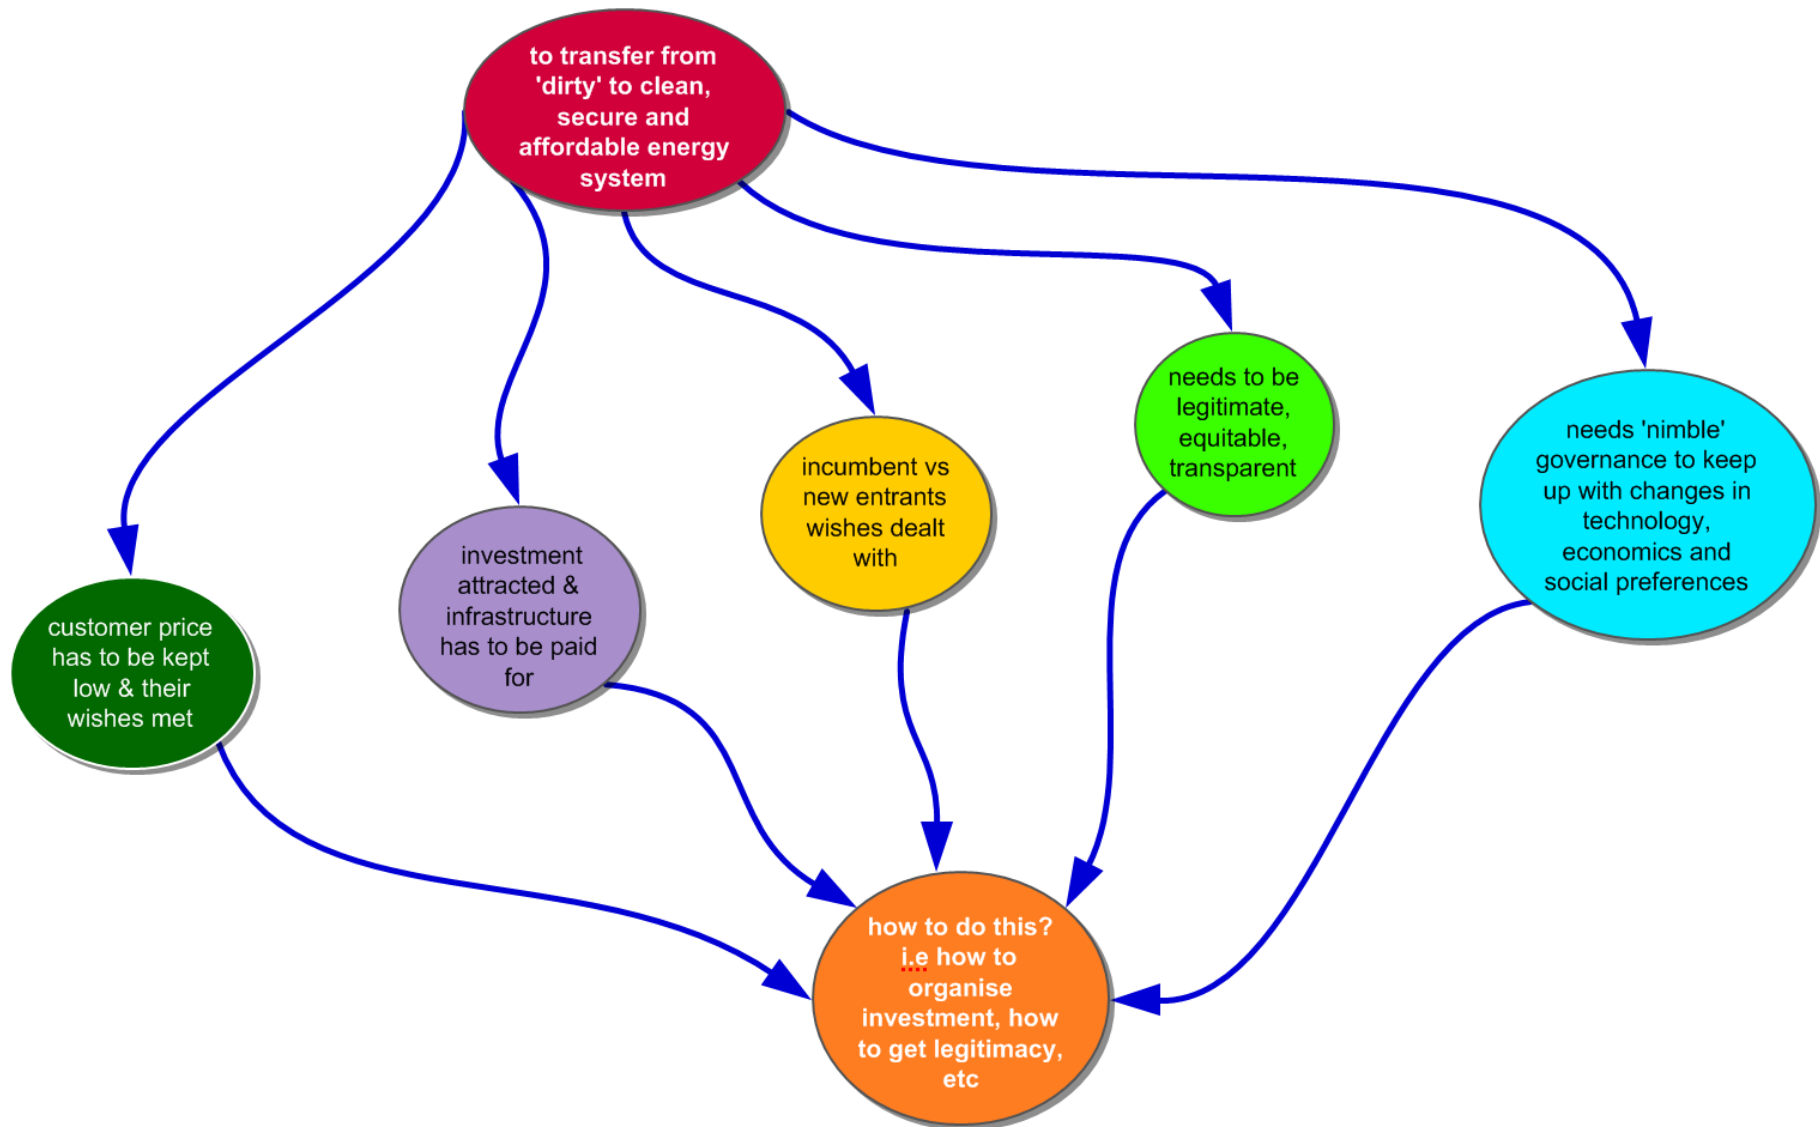 to transfer from
'dirty' to clean,
secure and
affordable energy
system
customer price
has to be kept
low & their
wishes met
investment
attracted &
infrastructure
has to be paid
for
incumbent vs
new entrants
wishes dealt
with
needs to be
legitimate,
equitable,
transparent
needs 'nimble'
governance to keep
up with changes in
technology,
economics and
social preferences
how to do this?
i.e how to
organise
investment, how
to get legitimacy,
etc